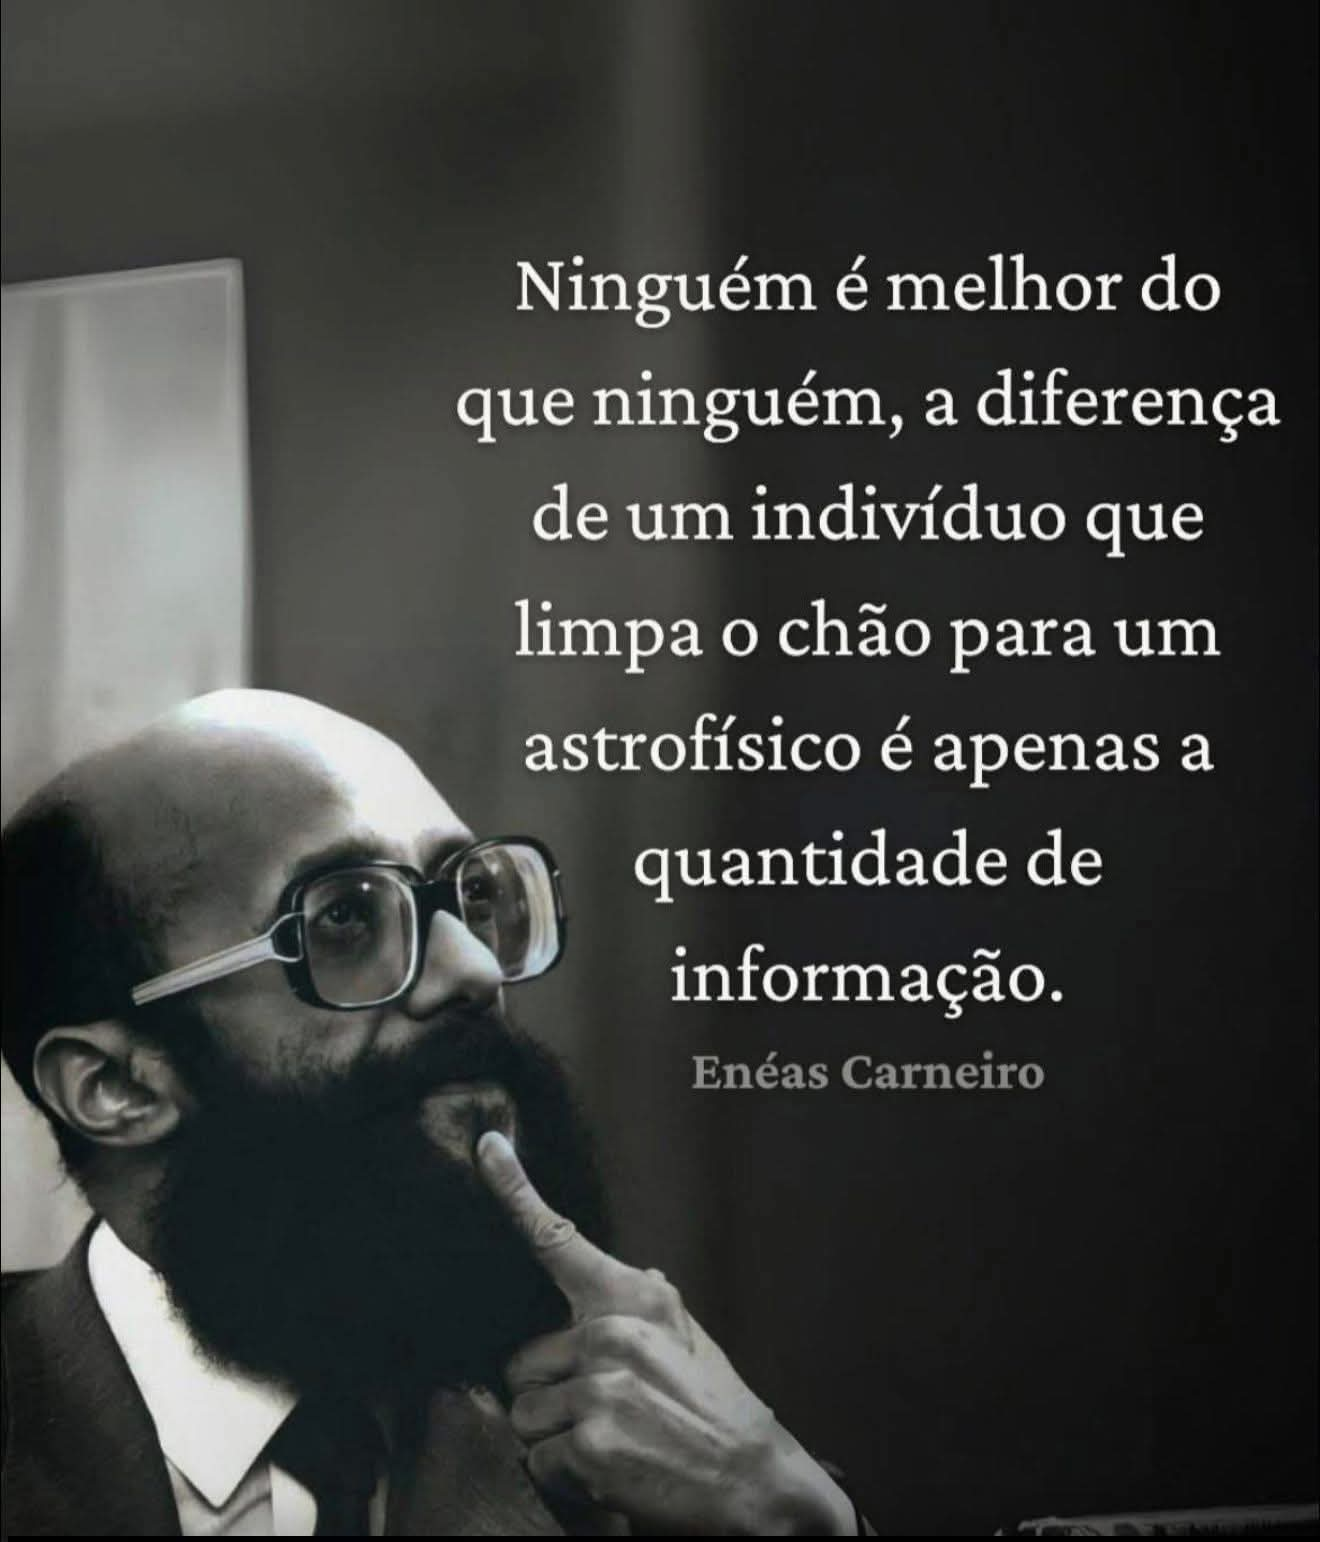 Ninguém é melhor do
que ninguém, a diferença
de um indivíduo que
limpa o chão para um
astrofísico é apenas a
quantidade de
informação.
Enéas Carneiro